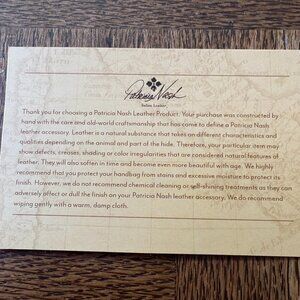 Patricia Nash
Italian Leather
Thank you for choosing a Patricia Nash Leather Product. Your purchase was constructed by
hand with the care and old-world craftsmanship that has come to define a Patricia Nash
leather accessory. Leather is a natural substance that takes on different characteristics and
qualities depending on the animal and part of the hide. Therefore, your particular item may
show defects, creases, shading or color irregularities that are considered natural features of
leather. They will also soften in time and become even more beautiful with age. We highly
recommend that you protect your handbag from stains and excessive moisture to protect its
finish. However, we do not recommend chemical cleaning or self-shining treatments as they can
adversely affect or dull the finish on your Patricia Nash leather accessory. We do recommend
wiping gently with a warm, damp cloth.